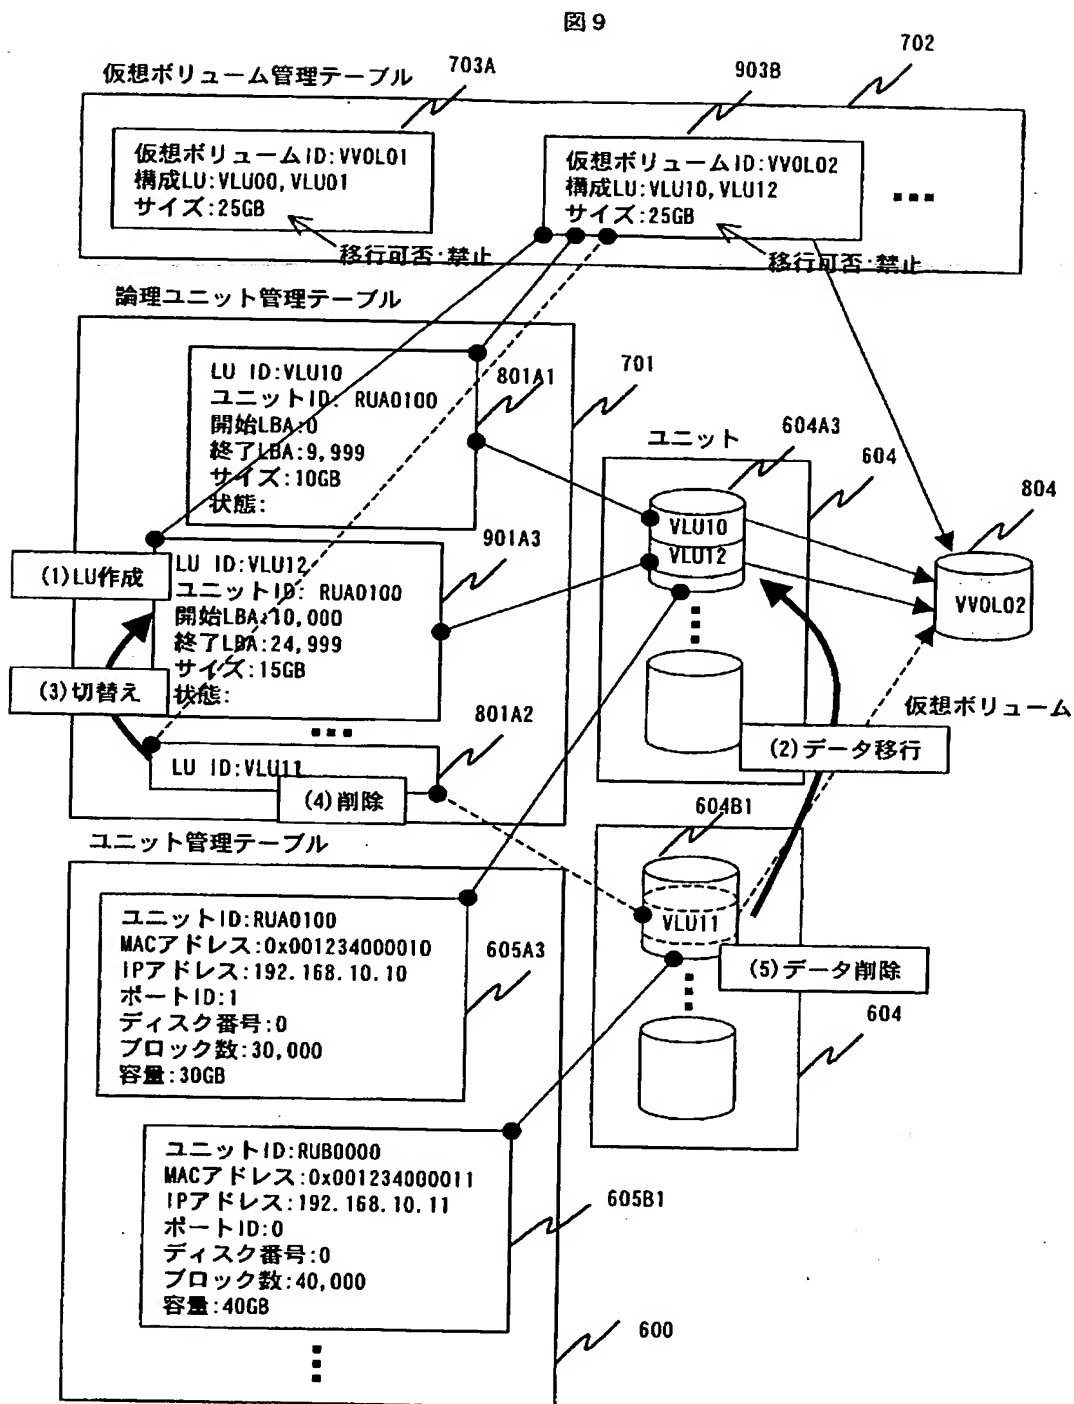 図9
702
仮想ボリューム管理テーブル
703A
903B
仮想ボリュームID:VVOL01
構成LU:VLU00,VLU01
サイズ:25GB
移行可否:禁止
仮想ボリュームID:VVOL02
構成LU:VLU10,VLU12
サイズ:25GB
移行可否:禁止
論理ユニット管理テーブル
701
LU ID:VLU10
ユニットID: RUA0100
開始LBA:0
終了LBA:9,999
サイズ:10GB
状態:
801A1
(1)LU作成
LU ID:VLU12
ユニットID: RUA0100
開始LBA:10,000
終了LBA:24,999
サイズ:15GB
状態:
901A3
(3)切替え
801A2
LU ID:VLU11
(4)削除
ユニット
604A3
604
VLU10
VLU12
804
VVOL02
仮想ボリューム
(2)データ移行
604B1
VLU11
(5)データ削除
604
ユニット管理テーブル
ユニットID:RUA0100
MACアドレス:0x001234000010
IPアドレス:192.168.10.10
ポートID:1
ディスク番号:0
ブロック数:30,000
容量:30GB
605A3
ユニットID:RUB0000
MACアドレス:0x001234000011
IPアドレス:192.168.10.11
ポートID:0
ディスク番号:0
ブロック数:40,000
容量:40GB
605B1
600